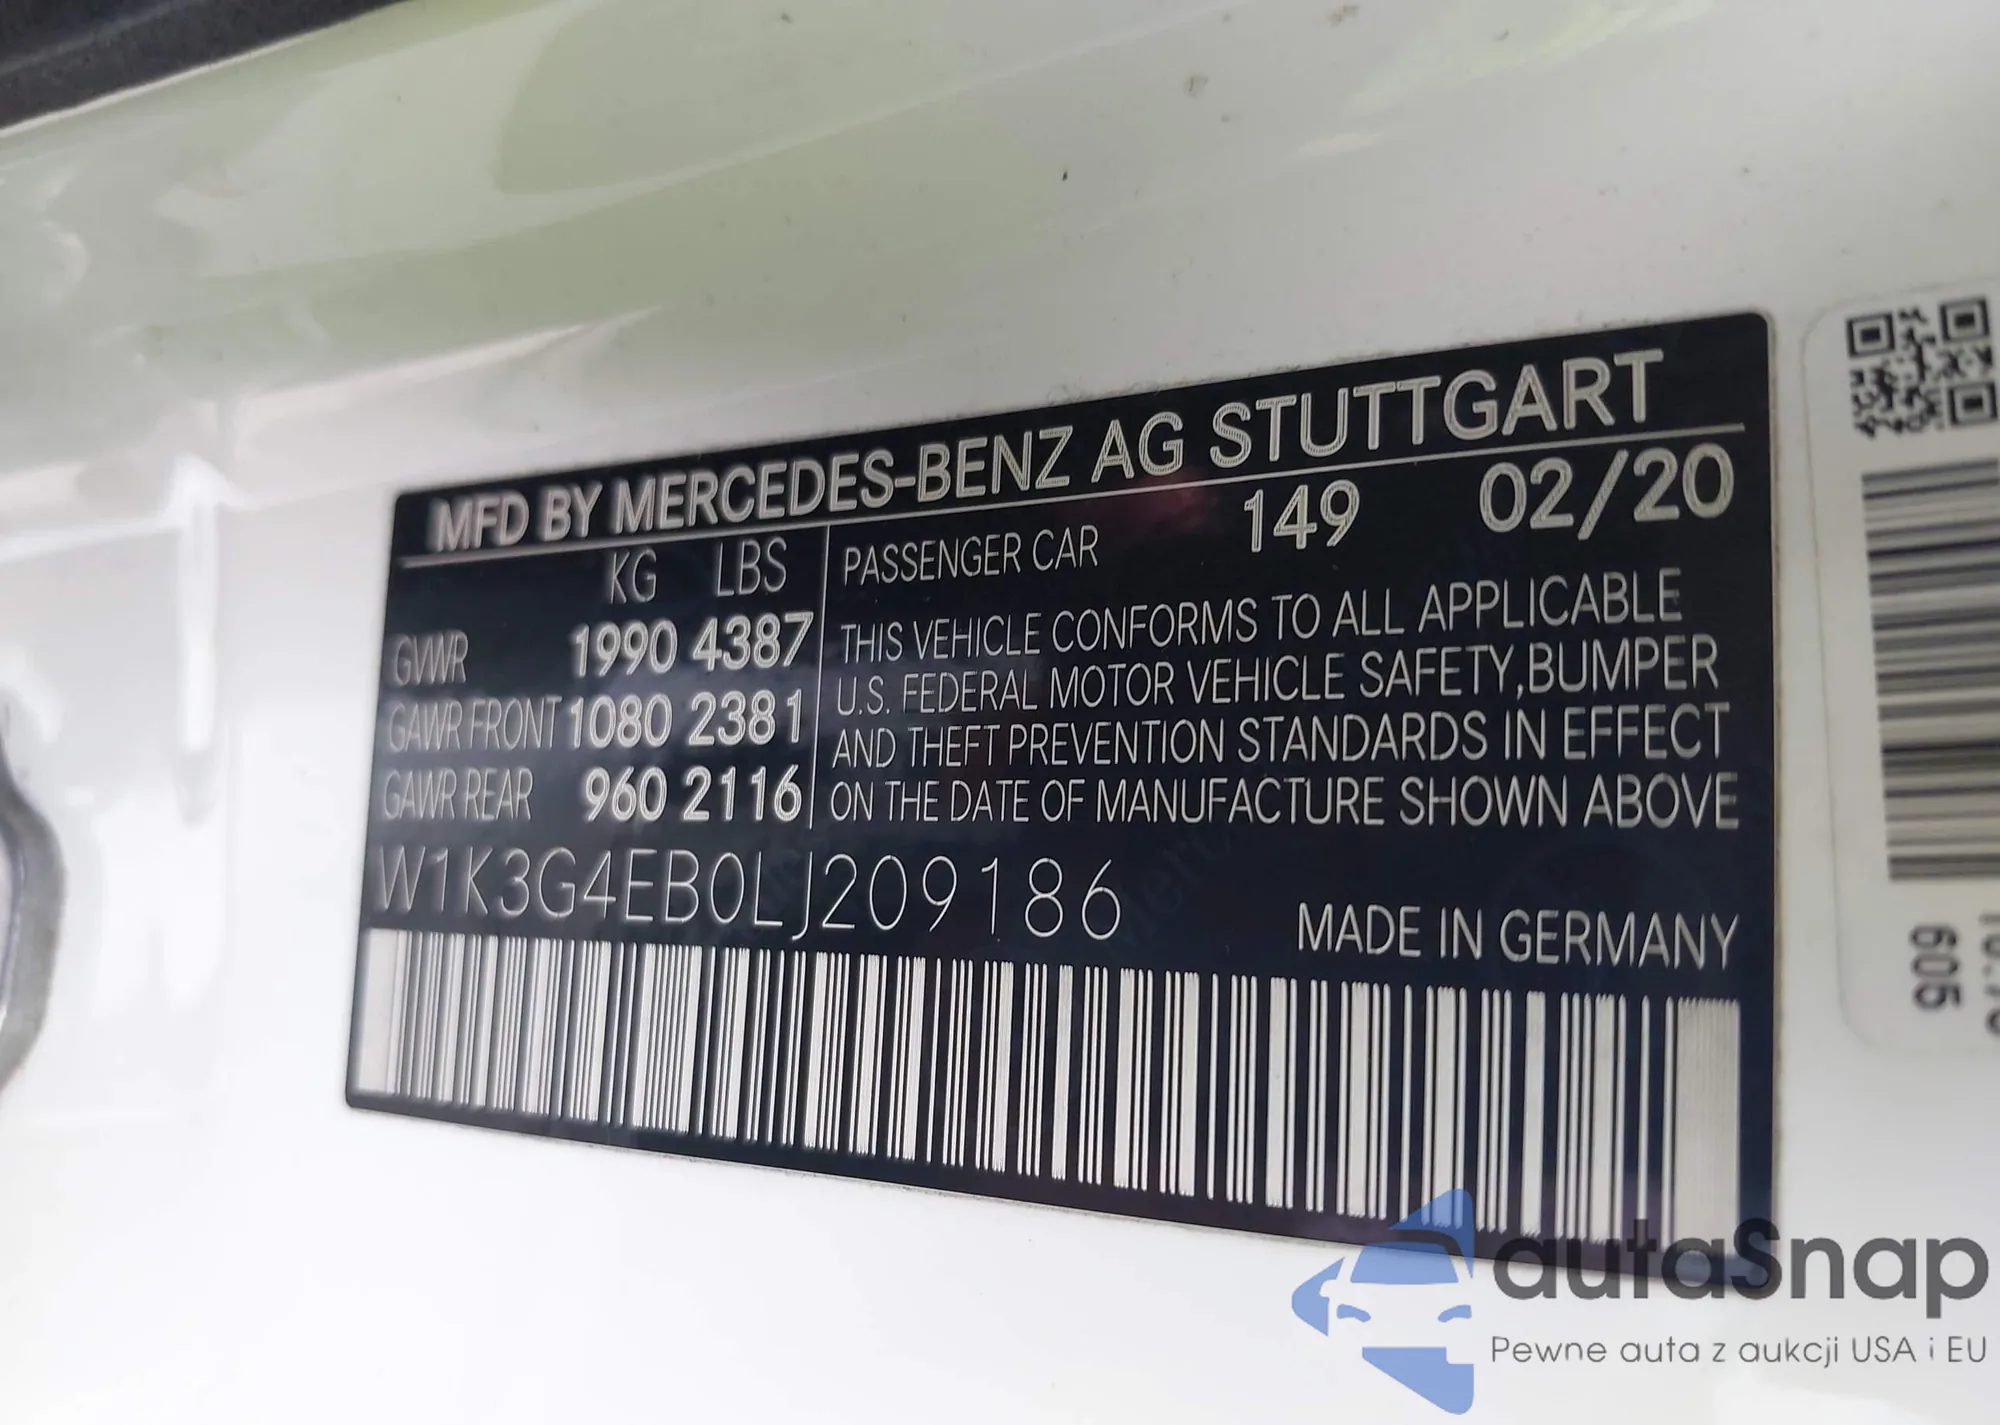 MFD BY MERCEDES-BENZ AG STUTTGART
KG LBS
GVWR 1990 4387
GAWR FRONT 1080 2381
GAWR REAR 960 2116
PASSENGER CAR 149 02/20
THIS VEHICLE CONFORMS TO ALL APPLICABLE
U.S. FEDERAL MOTOR VEHICLE SAFETY,BUMPER
AND THEFT PREVENTION STANDARDS IN EFFECT
ON THE DATE OF MANUFACTURE SHOWN ABOVE
W1K3G4EB0LJ209186
MADE IN GERMANY
605
autaSnap
Pewne auta z aukcji USA i EU